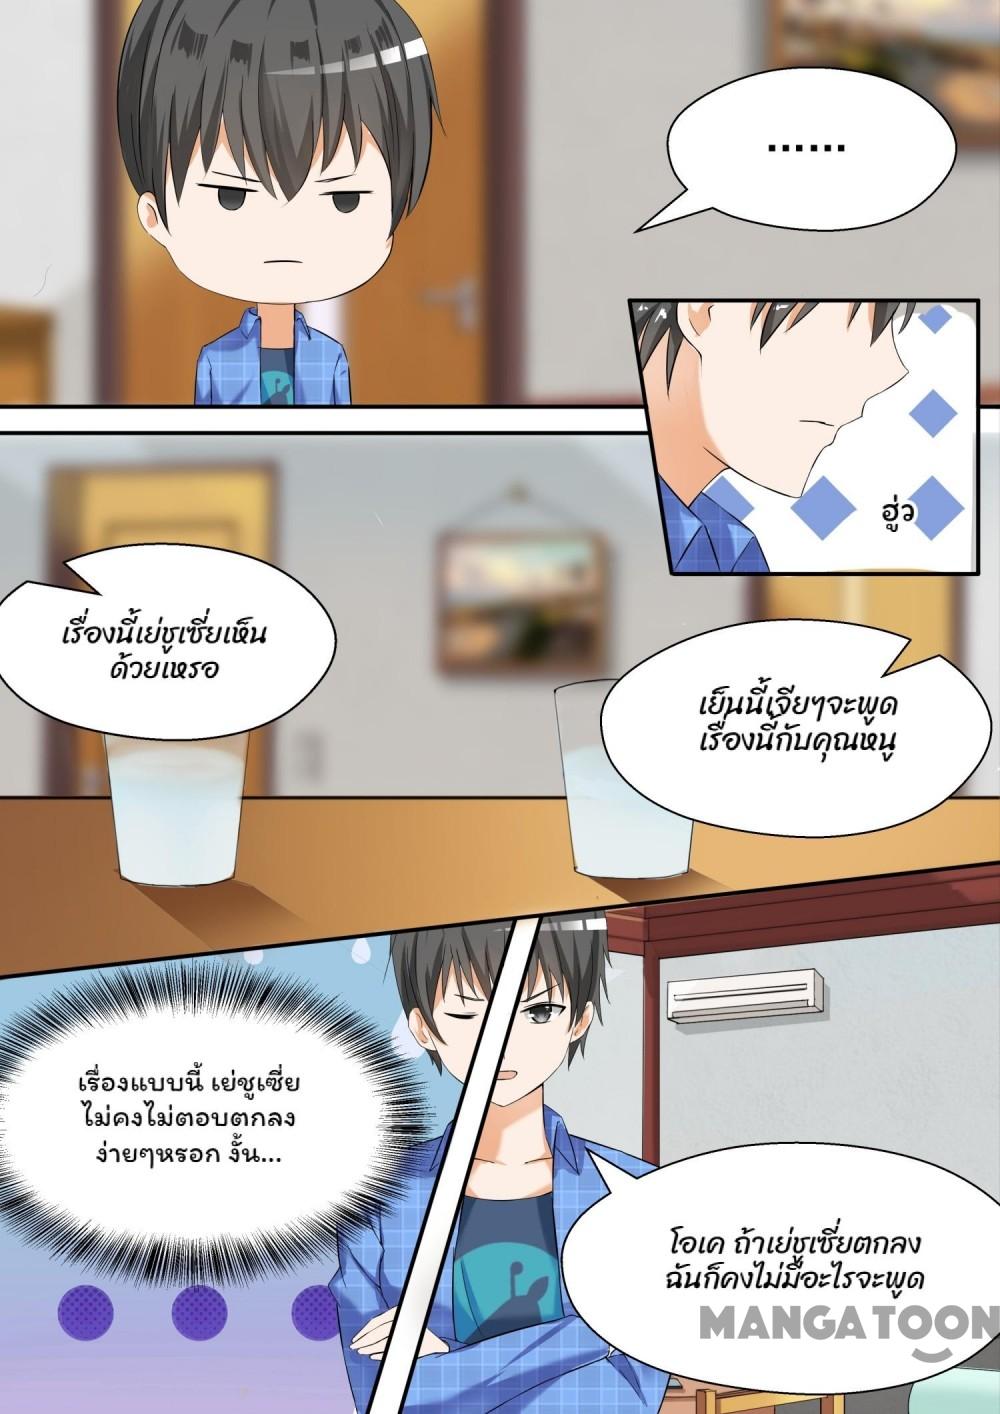 ......
ฮู่ว
เรื่องนี้เย่ชูเซี่ยเห็น
ด้วยเหรอ
เย็นนี้เจียๆจะพูด
เรื่องนี้กับคุณหนู
เรื่องแบบนี้ เย่ชูเซี่ย
ไม่คงไม่ตอบตกลง
ง่ายๆหรอก งั้น...
โอเค ถ้าเย่ชูเซี่ยตกลง
ฉันก็คงไม่มีอะไรจะพูด
MANGATOON